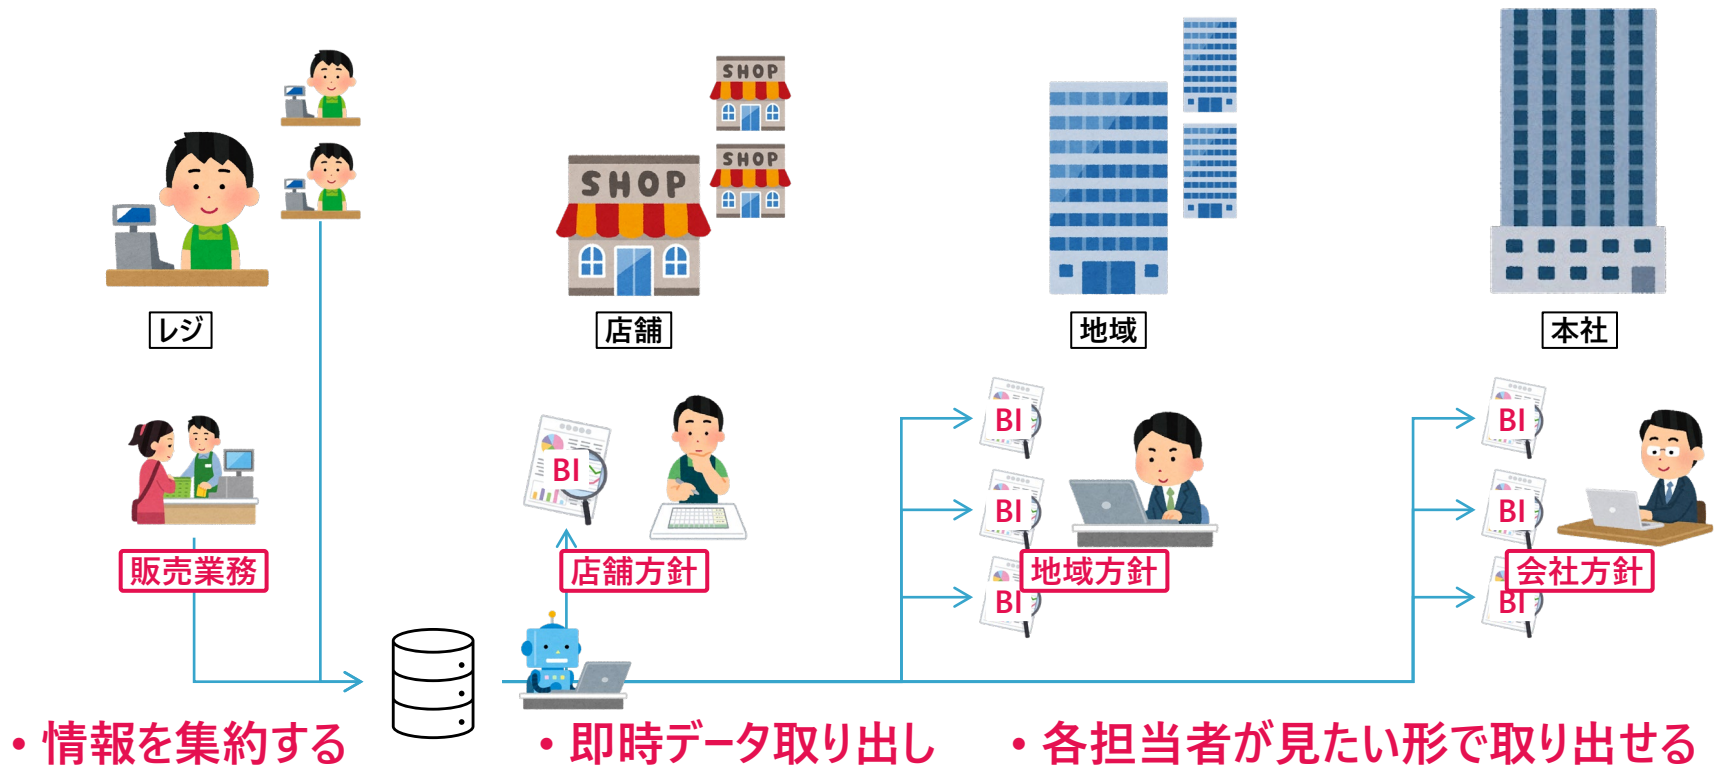 SHOP
SHOP
SHOP
レジ
店舗
地域
本社
BI
BI
BI
BI
BI
BI
BI
販売業務
店舗方針
地域方針
会社方針
・情報を集約する
・即時データ取り出し
・各担当者が見たい形で取り出せる